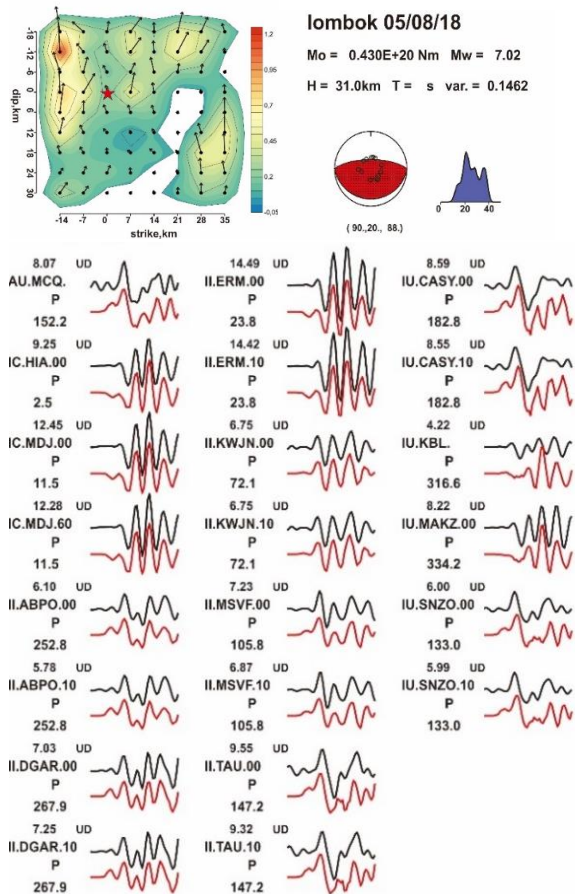 lombok 05/08/18
Mo = 0.430E+20 Nm Mw = 7.02
H = 31.0km T = s var. = 0.1462
-18
-12
-6
0
6
12
18
24
30
dip,km
-14 -7 0 7 14 21 28 35
strike,km
1.2
0.95
0.7
0.45
0.2
-0,05
T
0 20 40
( 90.,20., 88.)
8.07 UD
AU.MCQ.
P
152.2
9.25 UD
IC.HIA.00
P
2.5
12.45 UD
IC.MDJ.00
P
11.5
12.28 UD
IC.MDJ.60
P
11.5
6.10 UD
II.ABPO.00
P
252.8
5.78 UD
II.ABPO.10
P
252.8
7.03 UD
II.DGAR.00
P
267.9
7.25 UD
II.DGAR.10
P
267.9
14.49 UD
II.ERM.00
P
23.8
14.42 UD
II.ERM.10
P
23.8
6.75 UD
II.KWJN.00
P
72.1
6.75 UD
II.KWJN.10
P
72.1
7.23 UD
II.MSVF.00
P
105.8
6.87 UD
II.MSVF.10
P
105.8
9.55 UD
II.TAU.00
P
147.2
9.32 UD
II.TAU.10
P
147.2
8.59 UD
IU.CASY.00
P
182.8
8.55 UD
IU.CASY.10
P
182.8
4.22 UD
IU.KBL.
P
316.6
8.22 UD
IU.MAKZ.00
P
334.2
6.00 UD
IU.SNZO.00
P
133.0
5.99 UD
IU.SNZO.10
P
133.0